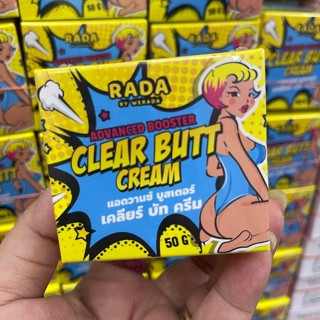 RADA
BY MERADA
ADVANCED BOOSTER
CLEAR BUTT
CREAM
แอดวานซ์ บูสเตอร์
เคลียร์ บัท ครีม
50 G